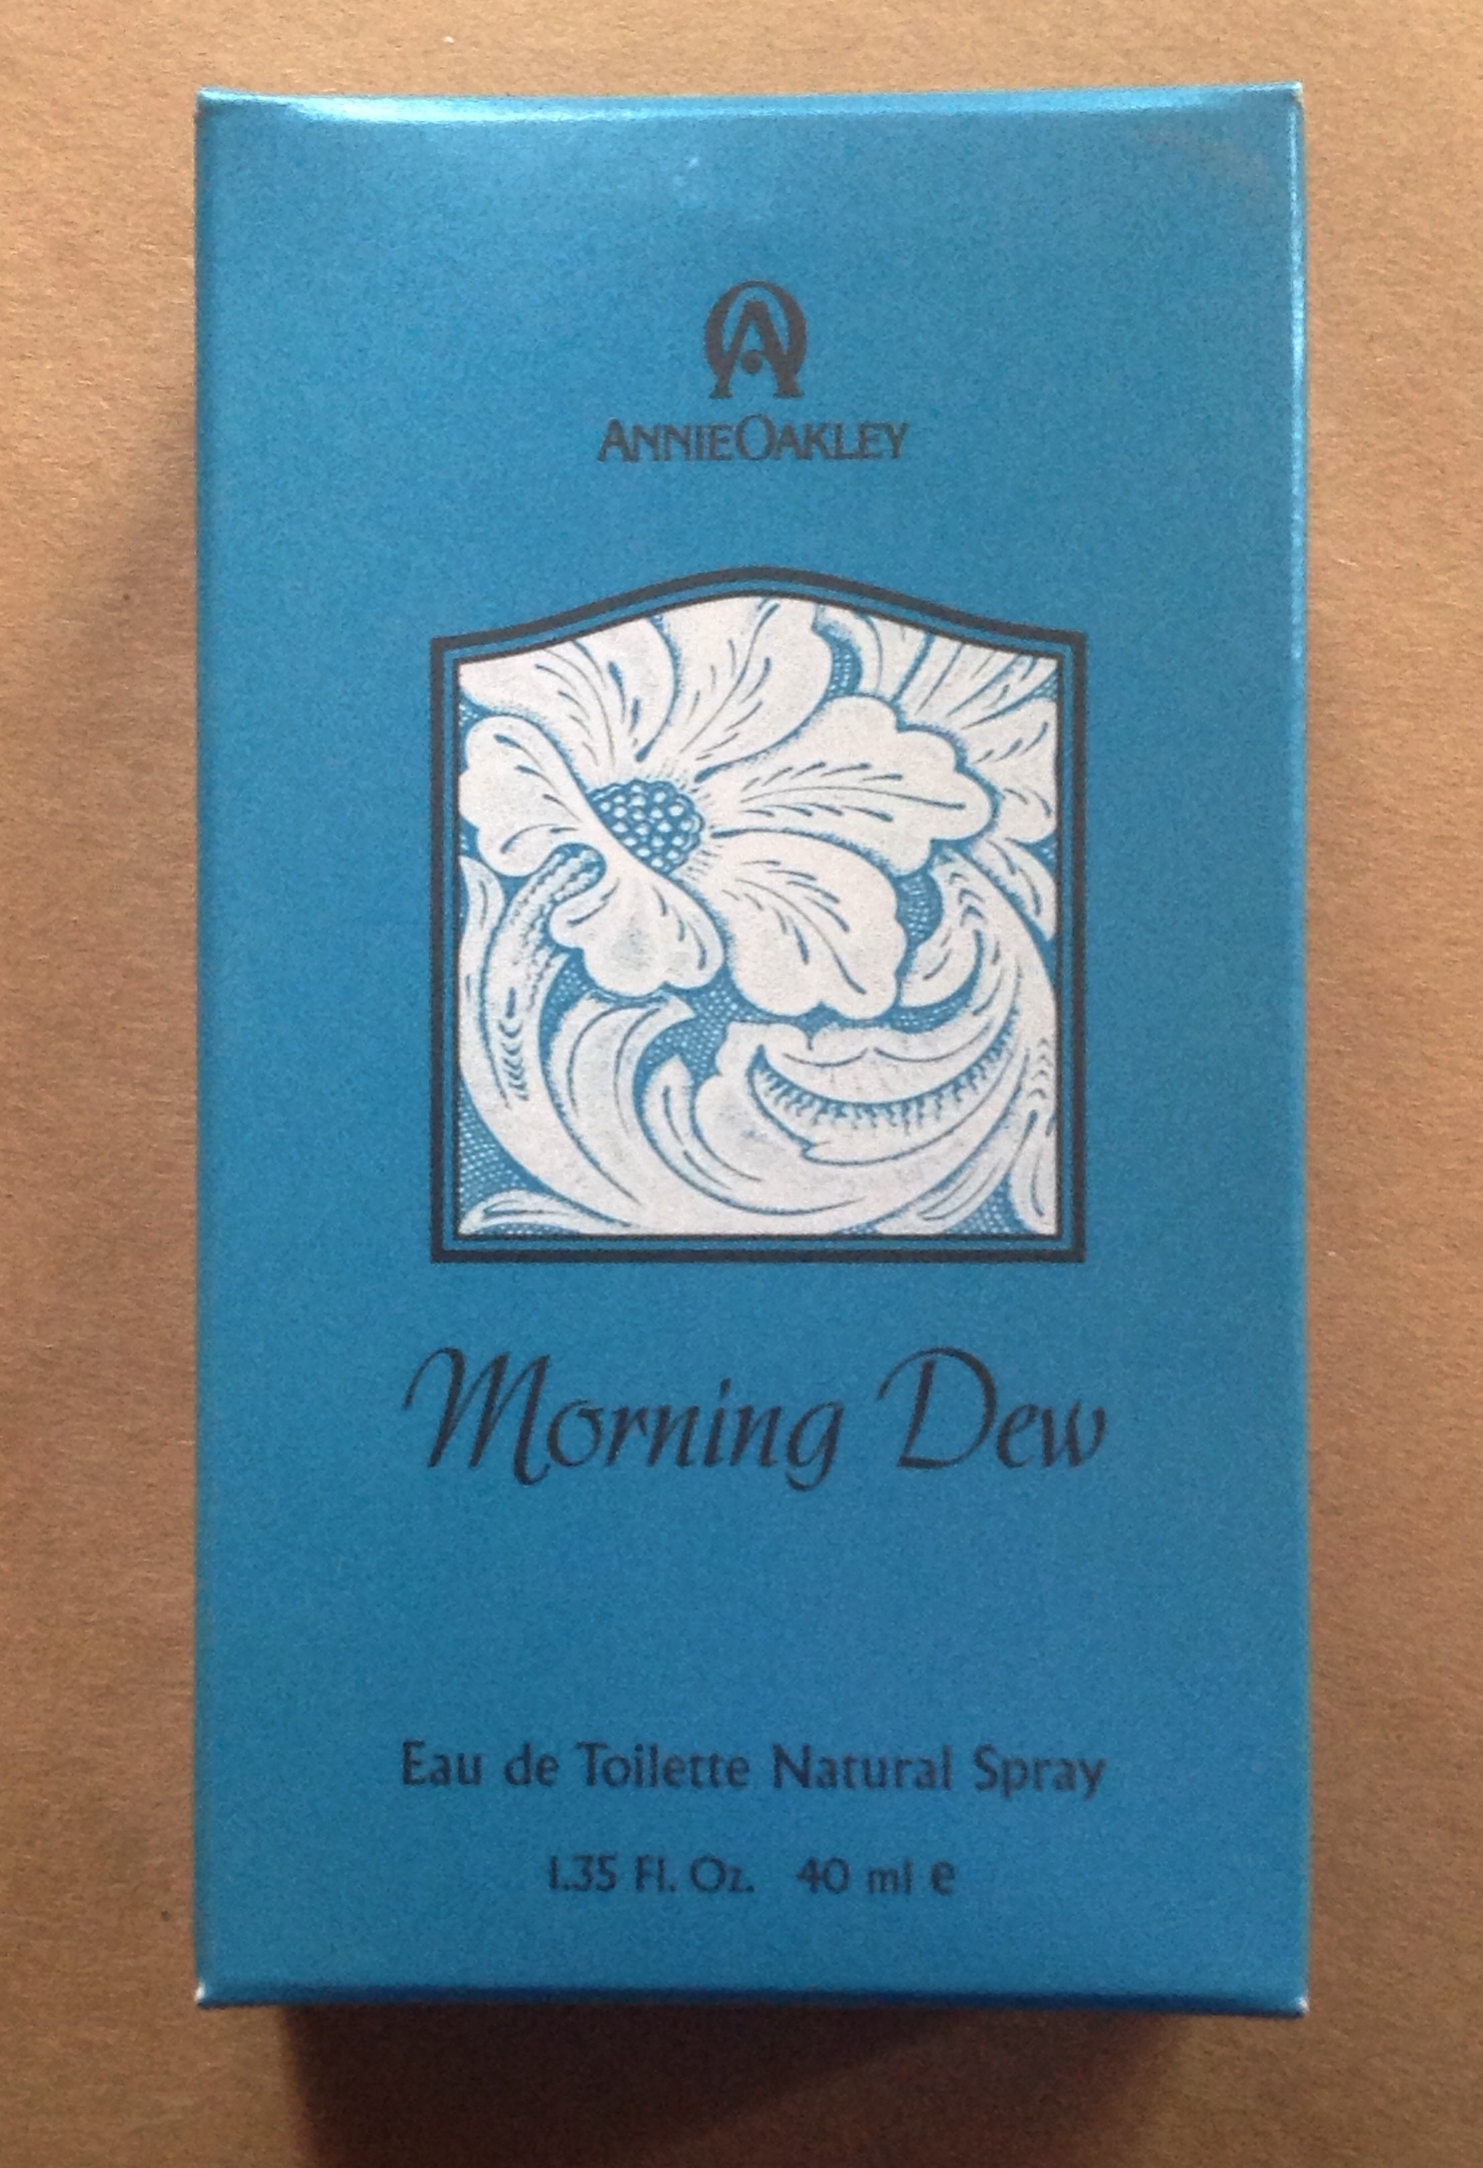 ANNIEOAKLEY
Morning Dew
Eau de Toilette Natural Spray
1.35 Fl. Oz. 40 ml e